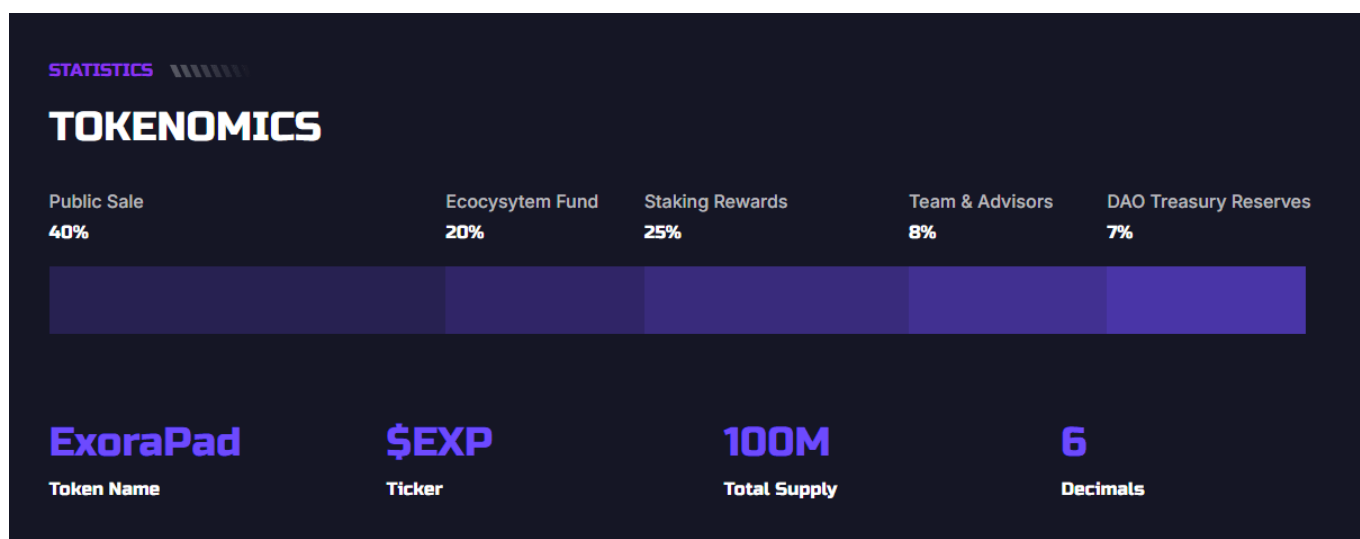 STATISTICS
TOKENOMICS
Public Sale
40%
Ecocysytem Fund
20%
Staking Rewards
25%
Team & Advisors
8%
DAO Treasury Reserves
7%
ExoraPad
Token Name
$EXP
Ticker
100M
Total Supply
6
Decimals